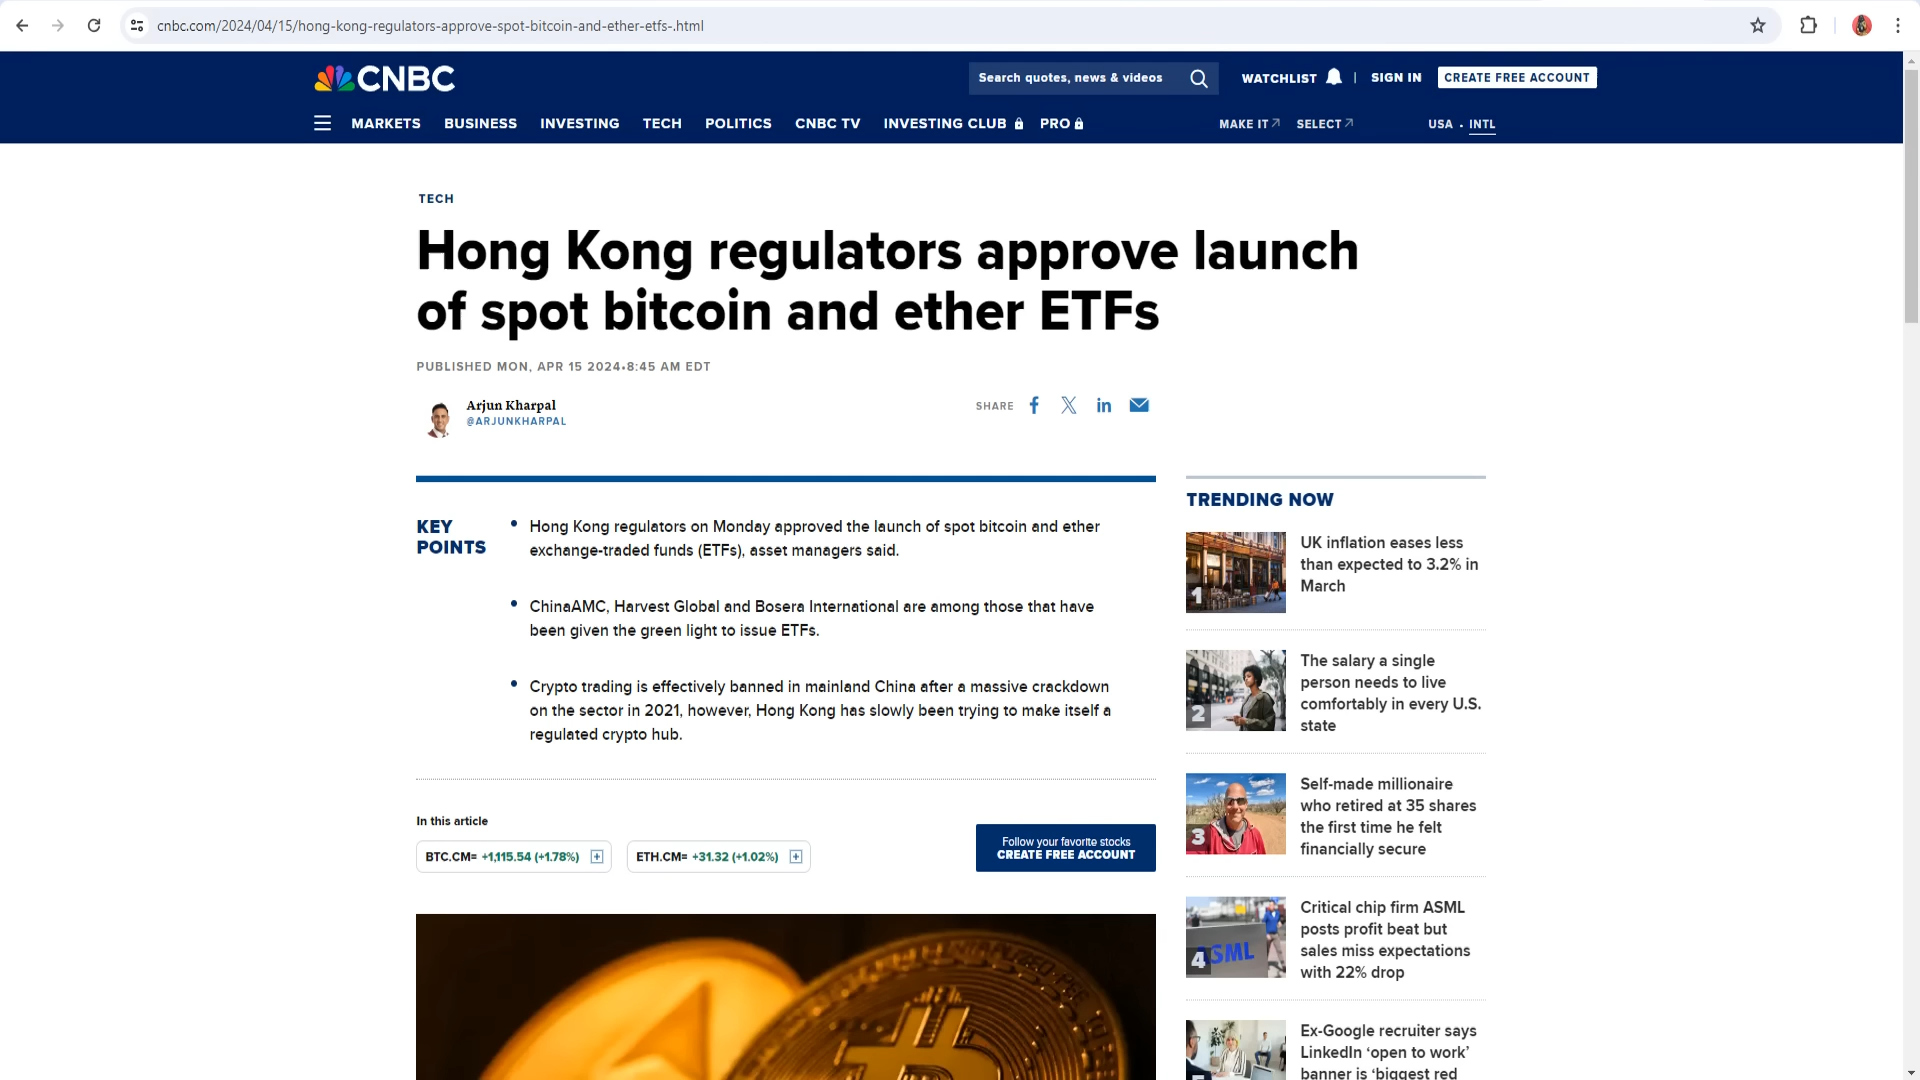 cnbc.com/2024/04/15/hong-kong-regulators-approve-spot-bitcoin-and-ether-etfs-.html
CNBC
Search quotes, news & videos
WATCHLIST
|
SIGN IN
CREATE FREE ACCOUNT
MARKETS
BUSINESS
INVESTING
TECH
POLITICS
CNBC TV
INVESTING CLUB
PRO
MAKE IT
SELECT
USA • INTL
TECH
Hong Kong regulators approve launch
of spot bitcoin and ether ETFs
PUBLISHED MON, APR 15 2024•8:45 AM EDT
Arjun Kharpal
@ARJUNKHARPAL
SHARE
KEY
POINTS
• Hong Kong regulators on Monday approved the launch of spot bitcoin and ether
exchange-traded funds (ETFs), asset managers said.
• ChinaAMC, Harvest Global and Bosera International are among those that have
been given the green light to issue ETFs.
• Crypto trading is effectively banned in mainland China after a massive crackdown
on the sector in 2021, however, Hong Kong has slowly been trying to make itself a
regulated crypto hub.
In this article
BTC.CM= +1,115.54 (+1.78%)
ETH.CM= +31.32 (+1.02%)
Follow your favorite stocks
CREATE FREE ACCOUNT
TRENDING NOW
1
UK inflation eases less
than expected to 3.2% in
March
2
The salary a single
person needs to live
comfortably in every U.S.
state
3
Self-made millionaire
who retired at 35 shares
the first time he felt
financially secure
4
ASML
Critical chip firm ASML
posts profit beat but
sales miss expectations
with 22% drop
Ex-Google recruiter says
LinkedIn ‘open to work’
banner is ‘biggest red